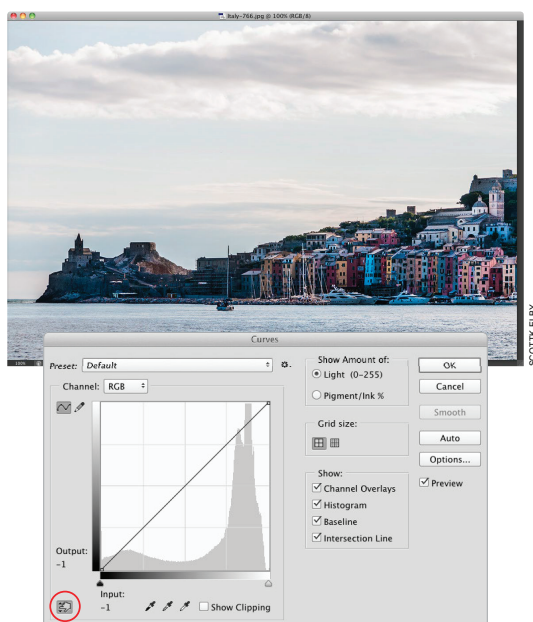 Italy-766.jpg @ 100% (RGB/8)
SCOTT KELBY
100%
Curves
Preset: Default
Channel: RGB
Output:
-1
Input:
-1
Show Clipping
Show Amount of:
Light (0-255)
Pigment/Ink %
Grid size:
Show:
Channel Overlays
Histogram
Baseline
Intersection Line
OK
Cancel
Smooth
Auto
Options...
Preview